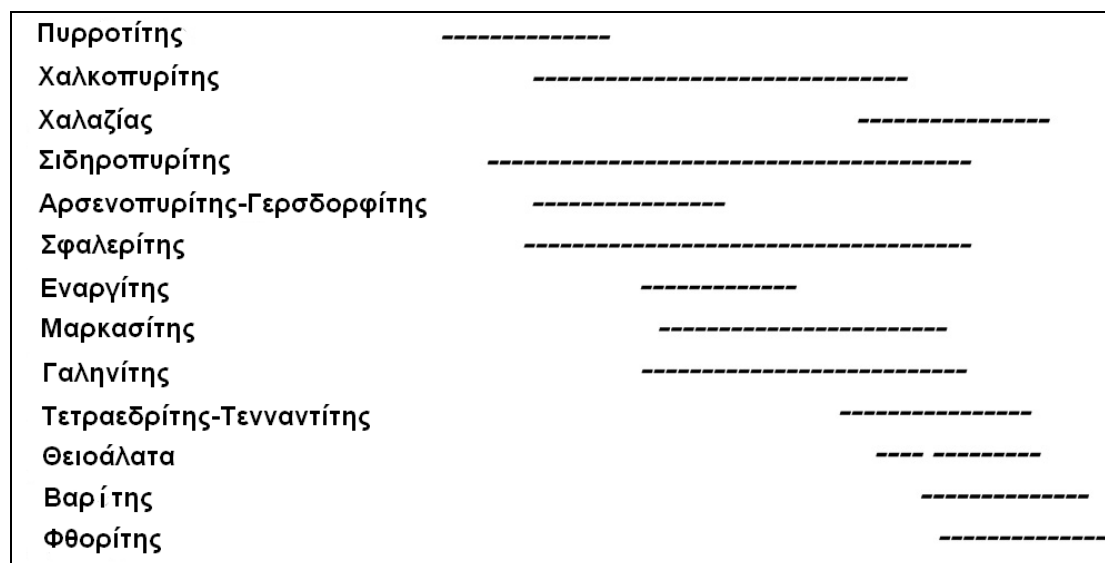 Πυρροτίτης
Χαλκοπυρίτης
Χαλαζίας
Σιδηροπυρίτης
Αρσενοπυρίτης-Γερσδορφίτης
Σφαλερίτης
Εναργίτης
Μαρκασίτης
Γαληνίτης
Τετραεδρίτης-Τενναντίτης
Θειοάλατα
Βαρίτης
Φθορίτης